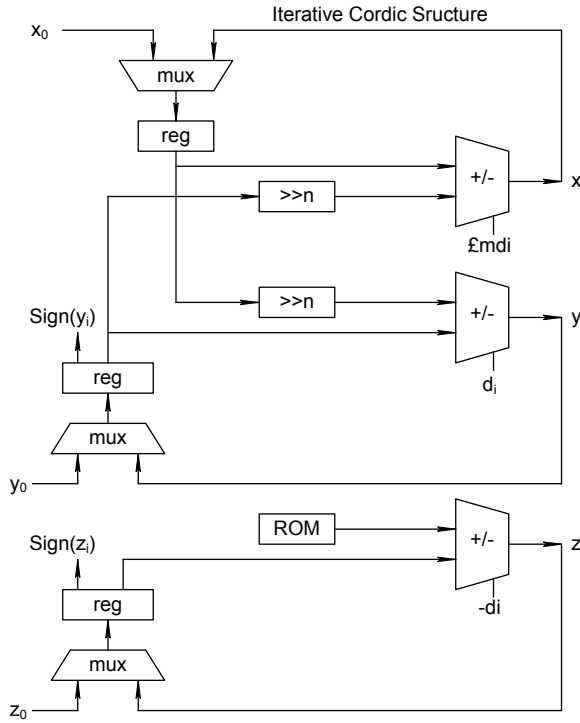 Iterative Cordic Sructure
x₀
mux
reg
+/-
x
>>n
£mdi
>>n
+/-
y
Sign(yᵢ)
reg
dᵢ
mux
y₀
ROM
+/-
z
Sign(zᵢ)
reg
-di
mux
z₀